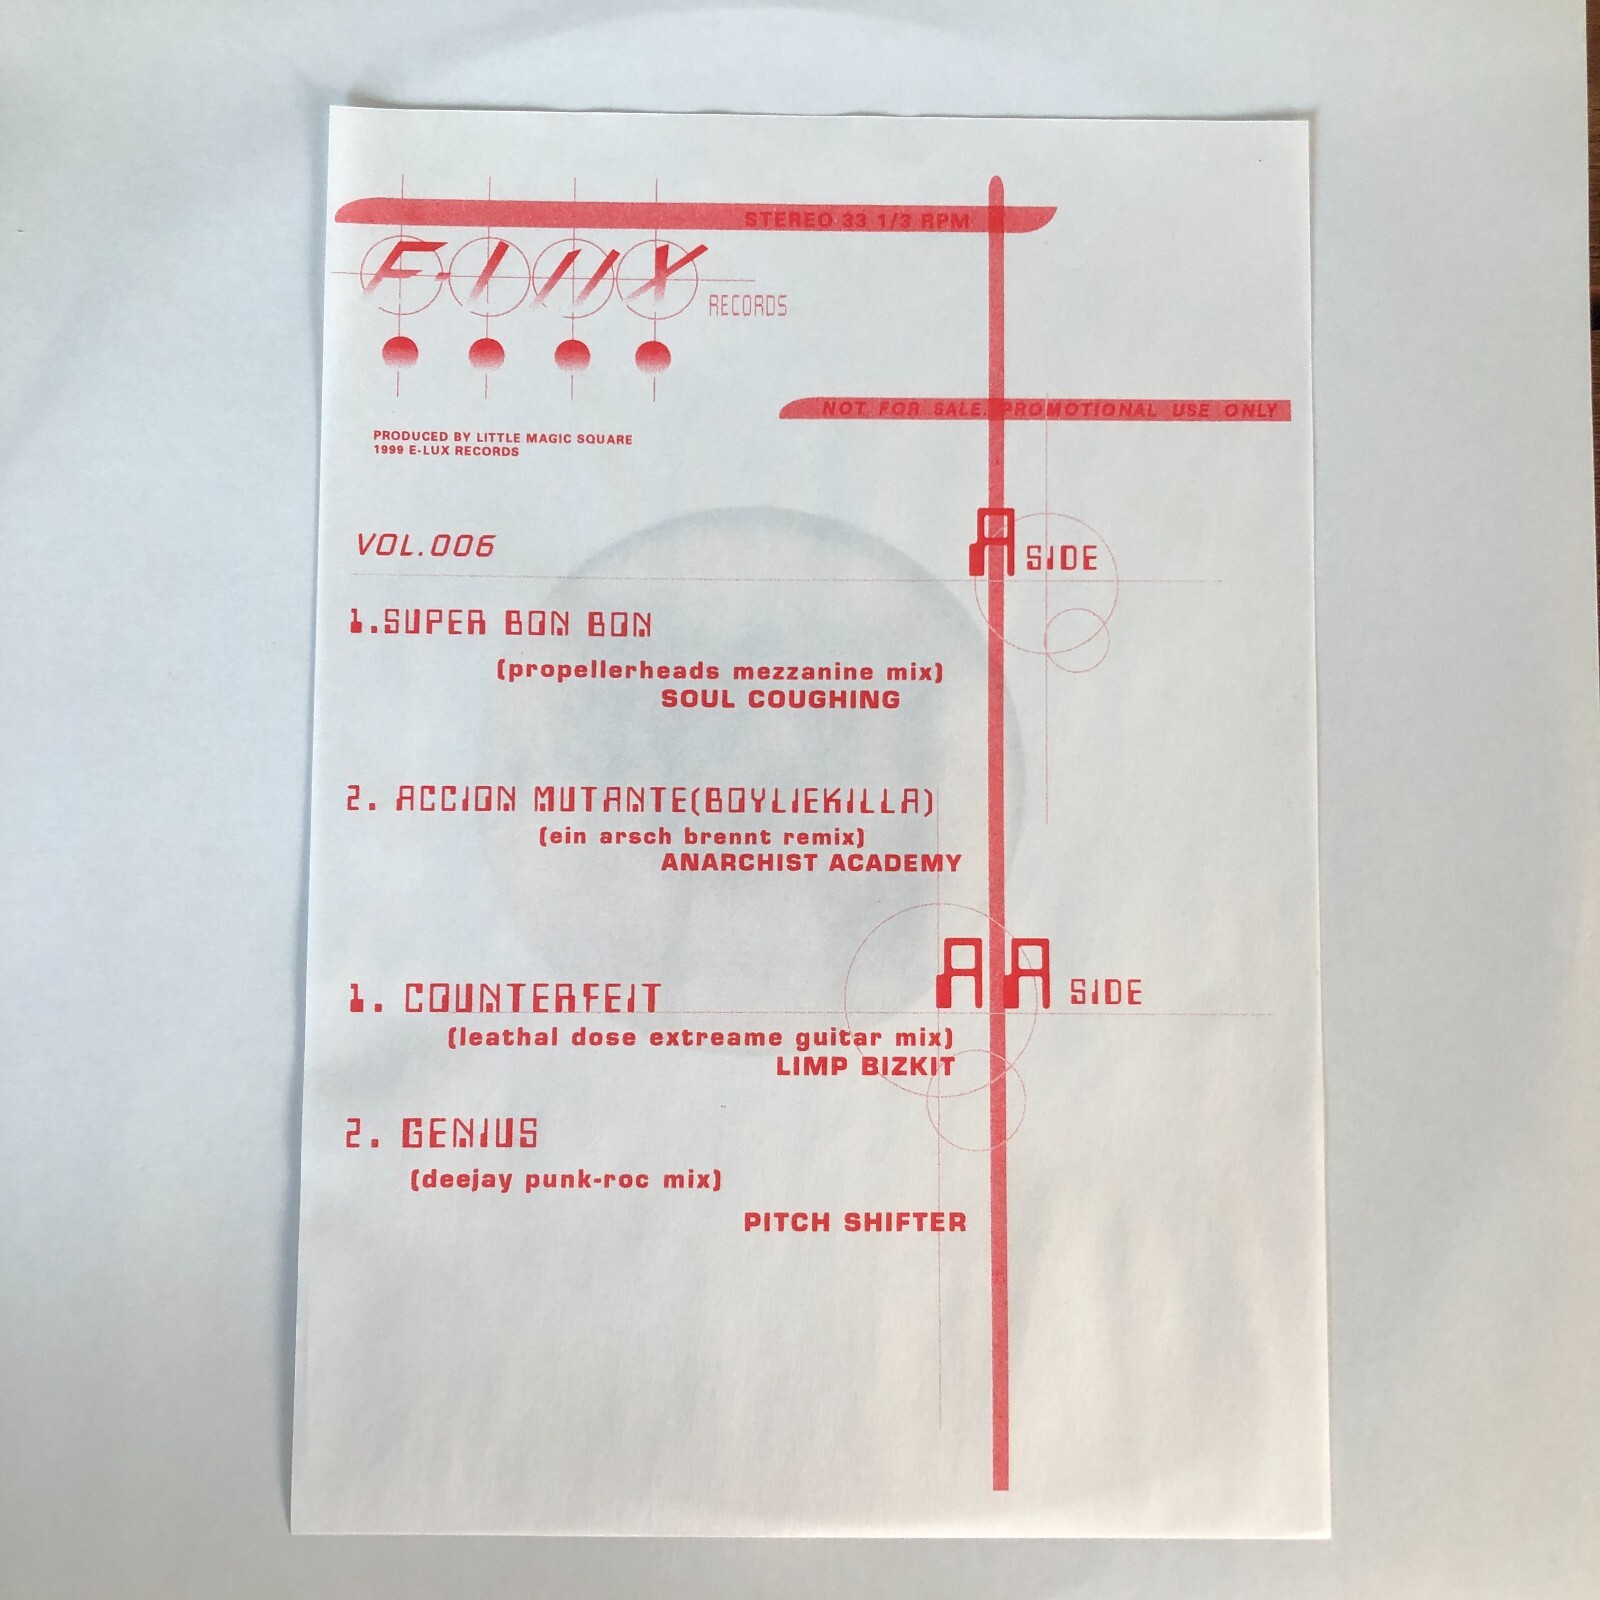 STEREO 33 1/3 RPM
E-LUX
RECORDS
NOT FOR SALE. PROMOTIONAL USE ONLY
PRODUCED BY LITTLE MAGIC SQUARE
1999 E-LUX RECORDS
VOL.006
A SIDE
1.SUPER BON BON
(propellerheads mezzanine mix)
SOUL COUGHING
2. ACCION MUTANTE(BOYLIEKILLA)
(ein arsch brennt remix)
ANARCHIST ACADEMY
AA SIDE
1. COUNTERFEIT
(leathal dose extreame guitar mix)
LIMP BIZKIT
2. GENIUS
(deejay punk-roc mix)
PITCH SHIFTER